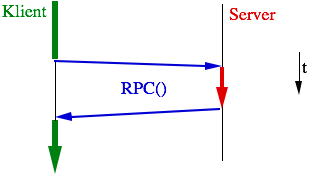 Klient
Server
t
RPC()